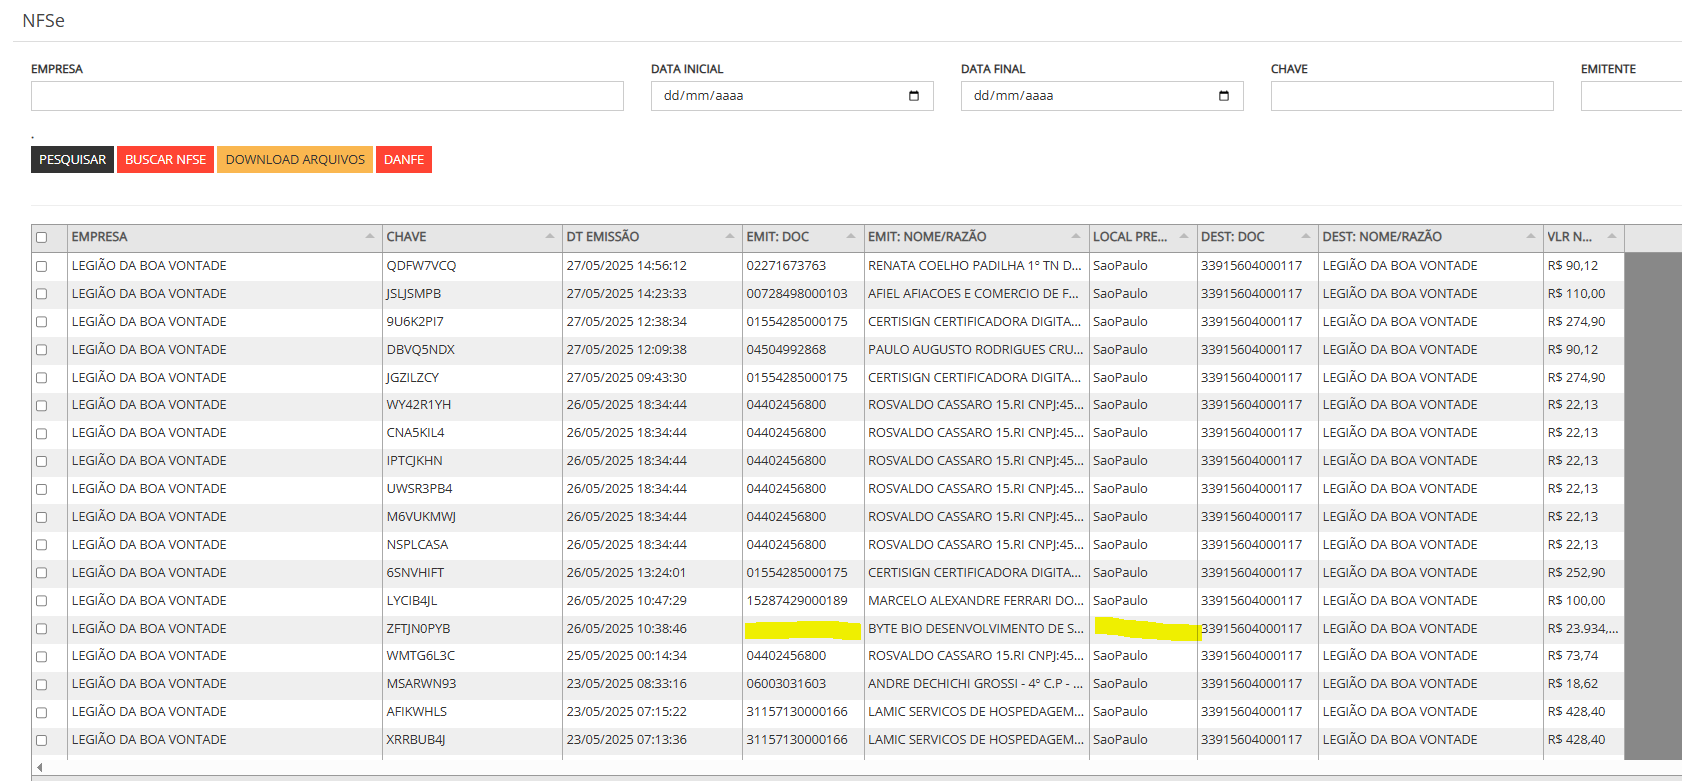 NFSe
EMPRESA DATA INICIAL DATA FINAL CHAVE EMITENTE
dd/mm/aaaa dd/mm/aaaa
.
PESQUISAR BUSCAR NFSE DOWNLOAD ARQUIVOS DANFE
EMPRESA CHAVE DT EMISSÃO EMIT: DOC EMIT: NOME/RAZÃO LOCAL PRE... DEST: DOC DEST: NOME/RAZÃO VLR N...
LEGIÃO DA BOA VONTADE QDFW7VCQ 27/05/2025 14:56:12 02271673763 RENATA COELHO PADILHA 1º TN D... SaoPaulo 33915604000117 LEGIÃO DA BOA VONTADE R$ 90,12
LEGIÃO DA BOA VONTADE JSLJSMPB 27/05/2025 14:23:33 00728498000103 AFIEL AFIACOES E COMERCIO DE F... SaoPaulo 33915604000117 LEGIÃO DA BOA VONTADE R$ 110,00
LEGIÃO DA BOA VONTADE 9U6K2PI7 27/05/2025 12:38:34 01554285000175 CERTISIGN CERTIFICADORA DIGITA... SaoPaulo 33915604000117 LEGIÃO DA BOA VONTADE R$ 274,90
LEGIÃO DA BOA VONTADE DBVQ5NDX 27/05/2025 12:09:38 04504992868 PAULO AUGUSTO RODRIGUES CRU... SaoPaulo 33915604000117 LEGIÃO DA BOA VONTADE R$ 90,12
LEGIÃO DA BOA VONTADE JGZILZCY 27/05/2025 09:43:30 01554285000175 CERTISIGN CERTIFICADORA DIGITA... SaoPaulo 33915604000117 LEGIÃO DA BOA VONTADE R$ 274,90
LEGIÃO DA BOA VONTADE WY42R1YH 26/05/2025 18:34:44 04402456800 ROSVALDO CASSARO 15.RI CNPJ:45... SaoPaulo 33915604000117 LEGIÃO DA BOA VONTADE R$ 22,13
LEGIÃO DA BOA VONTADE CNA5KIL4 26/05/2025 18:34:44 04402456800 ROSVALDO CASSARO 15.RI CNPJ:45... SaoPaulo 33915604000117 LEGIÃO DA BOA VONTADE R$ 22,13
LEGIÃO DA BOA VONTADE IPTCJKHN 26/05/2025 18:34:44 04402456800 ROSVALDO CASSARO 15.RI CNPJ:45... SaoPaulo 33915604000117 LEGIÃO DA BOA VONTADE R$ 22,13
LEGIÃO DA BOA VONTADE UWSR3PB4 26/05/2025 18:34:44 04402456800 ROSVALDO CASSARO 15.RI CNPJ:45... SaoPaulo 33915604000117 LEGIÃO DA BOA VONTADE R$ 22,13
LEGIÃO DA BOA VONTADE M6VUKMWJ 26/05/2025 18:34:44 04402456800 ROSVALDO CASSARO 15.RI CNPJ:45... SaoPaulo 33915604000117 LEGIÃO DA BOA VONTADE R$ 22,13
LEGIÃO DA BOA VONTADE NSPLCASA 26/05/2025 18:34:44 04402456800 ROSVALDO CASSARO 15.RI CNPJ:45... SaoPaulo 33915604000117 LEGIÃO DA BOA VONTADE R$ 22,13
LEGIÃO DA BOA VONTADE 6SNVHIFT 26/05/2025 13:24:01 01554285000175 CERTISIGN CERTIFICADORA DIGITA... SaoPaulo 33915604000117 LEGIÃO DA BOA VONTADE R$ 252,90
LEGIÃO DA BOA VONTADE LYCIB4JL 26/05/2025 10:47:29 15287429000189 MARCELO ALEXANDRE FERRARI DO... SaoPaulo 33915604000117 LEGIÃO DA BOA VONTADE R$ 100,00
LEGIÃO DA BOA VONTADE ZFTJN0PYB 26/05/2025 10:38:46 BYTE BIO DESENVOLVIMENTO DE S... 33915604000117 LEGIÃO DA BOA VONTADE R$ 23.934,...
LEGIÃO DA BOA VONTADE WMTG6L3C 25/05/2025 00:14:34 04402456800 ROSVALDO CASSARO 15.RI CNPJ:45... SaoPaulo 33915604000117 LEGIÃO DA BOA VONTADE R$ 73,74
LEGIÃO DA BOA VONTADE MSARWN93 23/05/2025 08:33:16 06003031603 ANDRE DECHICHI GROSSI - 4º C.P - ... SaoPaulo 33915604000117 LEGIÃO DA BOA VONTADE R$ 18,62
LEGIÃO DA BOA VONTADE AFIKWHLS 23/05/2025 07:15:22 31157130000166 LAMIC SERVICOS DE HOSPEDAGEM... SaoPaulo 33915604000117 LEGIÃO DA BOA VONTADE R$ 428,40
LEGIÃO DA BOA VONTADE XRRBUB4J 23/05/2025 07:13:36 31157130000166 LAMIC SERVICOS DE HOSPEDAGEM... SaoPaulo 33915604000117 LEGIÃO DA BOA VONTADE R$ 428,40